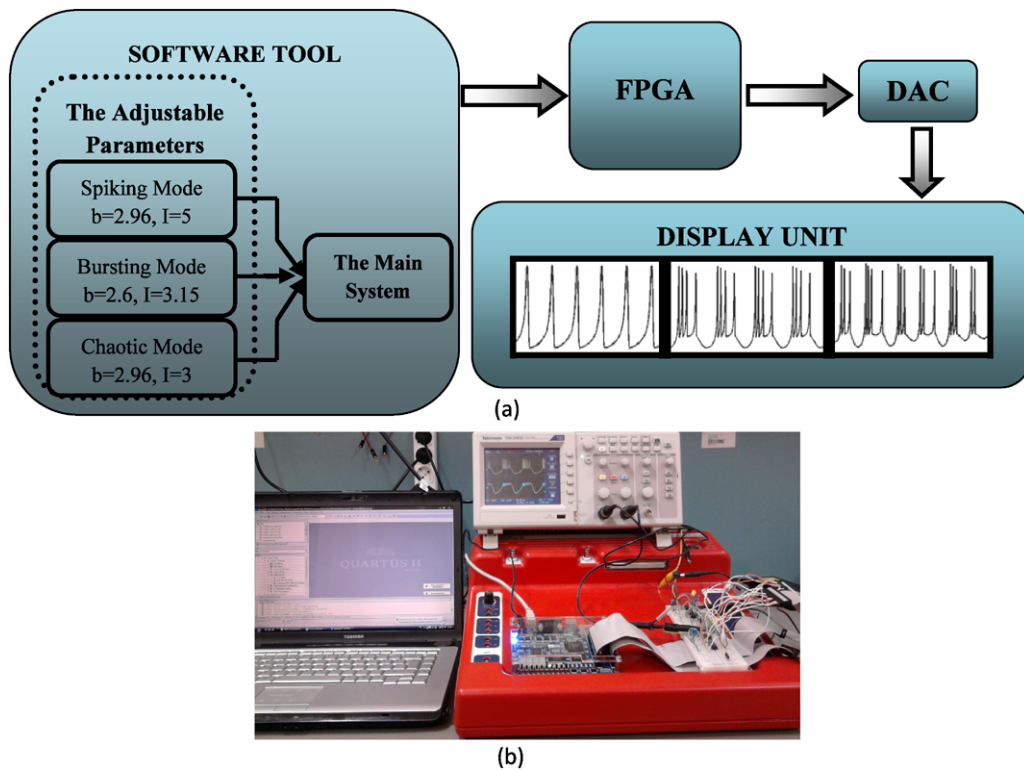 SOFTWARE TOOL
The Adjustable
Parameters
Spiking Mode
b=2.96, I=5
Bursting Mode
b=2.6, I=3.15
Chaotic Mode
b=2.96, I=3
The Main
System
FPGA
DAC
DISPLAY UNIT
(a)
Tektronix
QUARTUS II
TOSHIBA
(b)